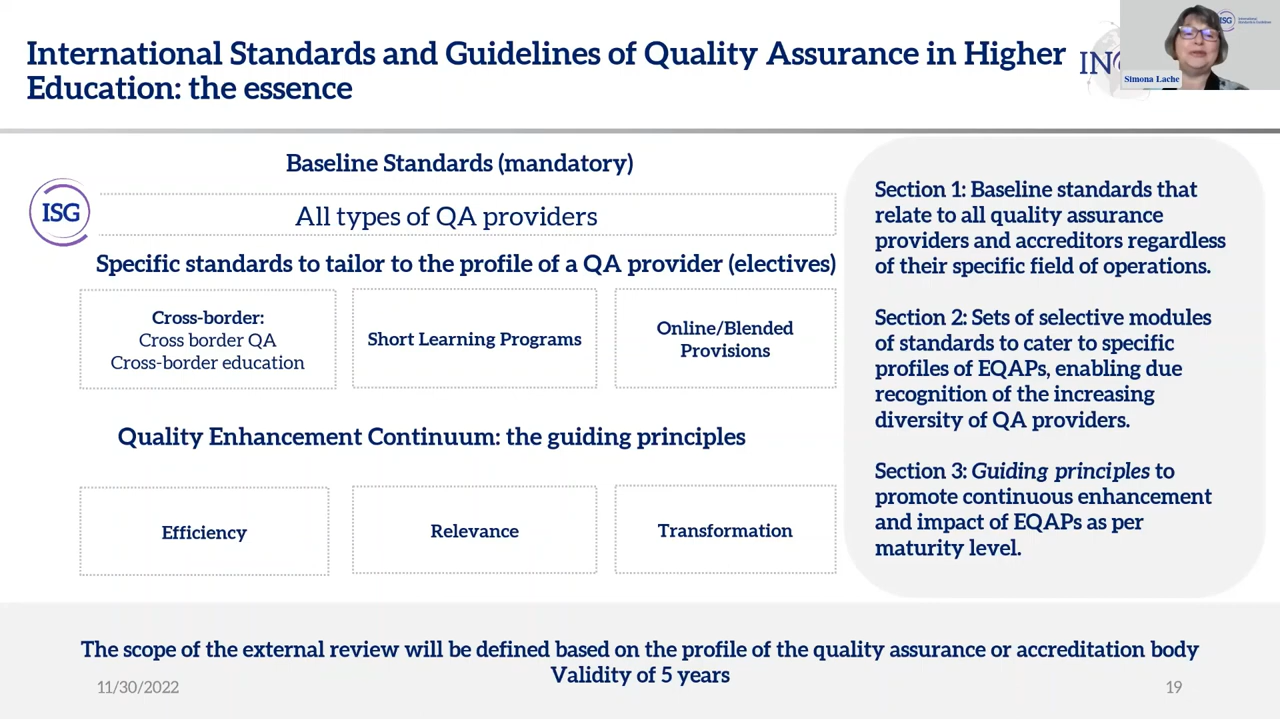 International Standards and Guidelines of Quality Assurance in Higher
Education: the essence
IN
ISG
Simona Lache
Baseline Standards (mandatory)
ISG
All types of QA providers
Specific standards to tailor to the profile of a QA provider (electives)
Cross-border:
Cross border QA
Cross-border education
Short Learning Programs
Online/Blended
Provisions
Quality Enhancement Continuum: the guiding principles
Efficiency
Relevance
Transformation
Section 1: Baseline standards that
relate to all quality assurance
providers and accreditors regardless
of their specific field of operations.
Section 2: Sets of selective modules
of standards to cater to specific
profiles of EQAPs, enabling due
recognition of the increasing
diversity of QA providers.
Section 3: Guiding principles to
promote continuous enhancement
and impact of EQAPs as per
maturity level.
The scope of the external review will be defined based on the profile of the quality assurance or accreditation body
Validity of 5 years
11/30/2022
19